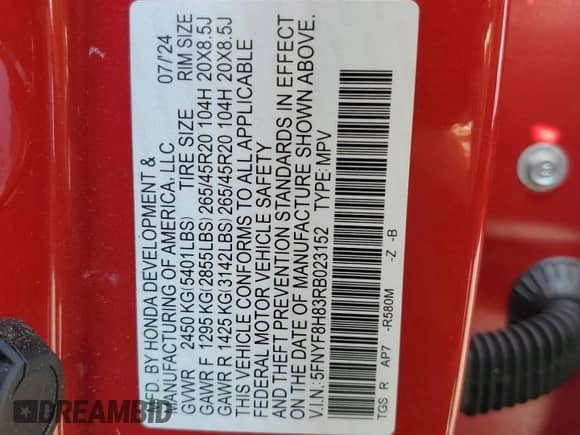 MFD. BY HONDA DEVELOPMENT & 07/'24
MANUFACTURING OF AMERICA, LLC
GVWR 2450 KG(5401LBS) TIRE SIZE RIM SIZE
GAWR F 1295 KG(2855LBS) 265/45R20 104H 20X8.5J
GAWR R 1425 KG(3142LBS) 265/45R20 104H 20X8.5J
THIS VEHICLE CONFORMS TO ALL APPLICABLE
FEDERAL MOTOR VEHICLE SAFETY
AND THEFT PREVENTION STANDARDS IN EFFECT
ON THE DATE OF MANUFACTURE SHOWN ABOVE.
V.I.N.:5FNYF8H83RB023152 TYPE:MPV
TGS R AP7 -R580M -Z -B
DREAMBID